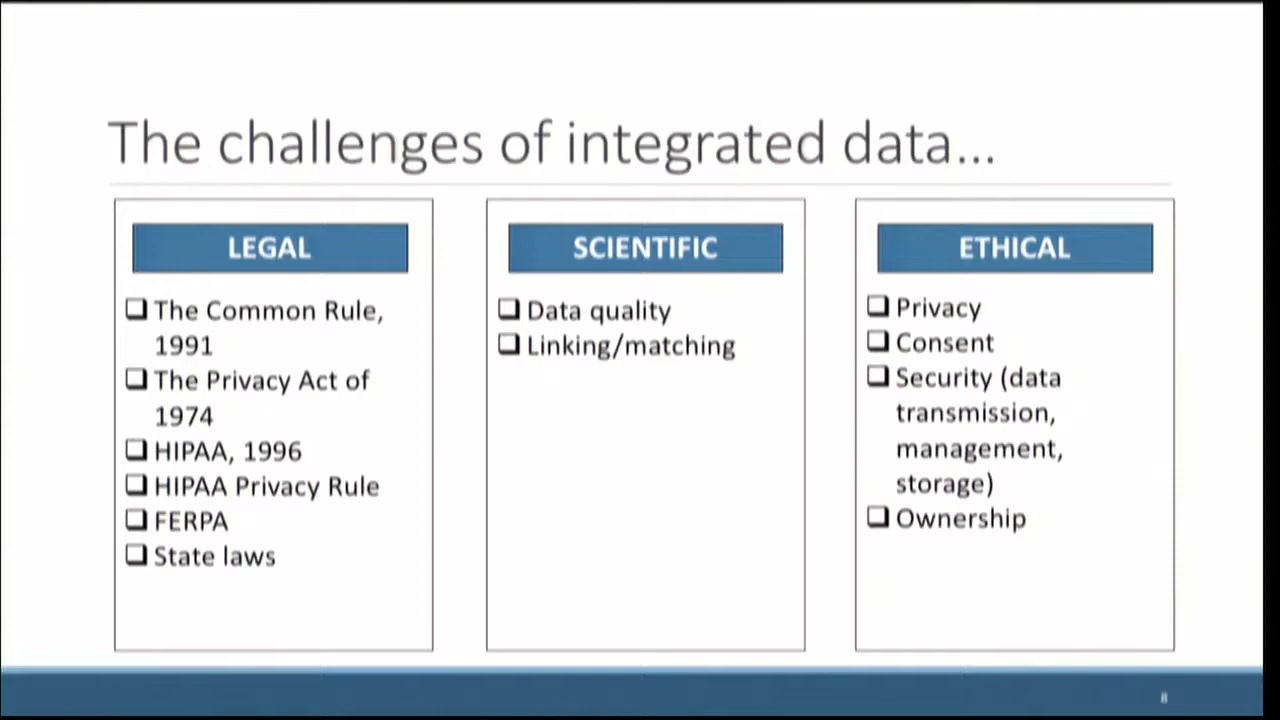 The challenges of integrated data...
LEGAL
The Common Rule,
1991
The Privacy Act of
1974
HIPAA, 1996
HIPAA Privacy Rule
FERPA
State laws
SCIENTIFIC
Data quality
Linking/matching
ETHICAL
Privacy
Consent
Security (data
transmission,
management,
storage)
Ownership
8